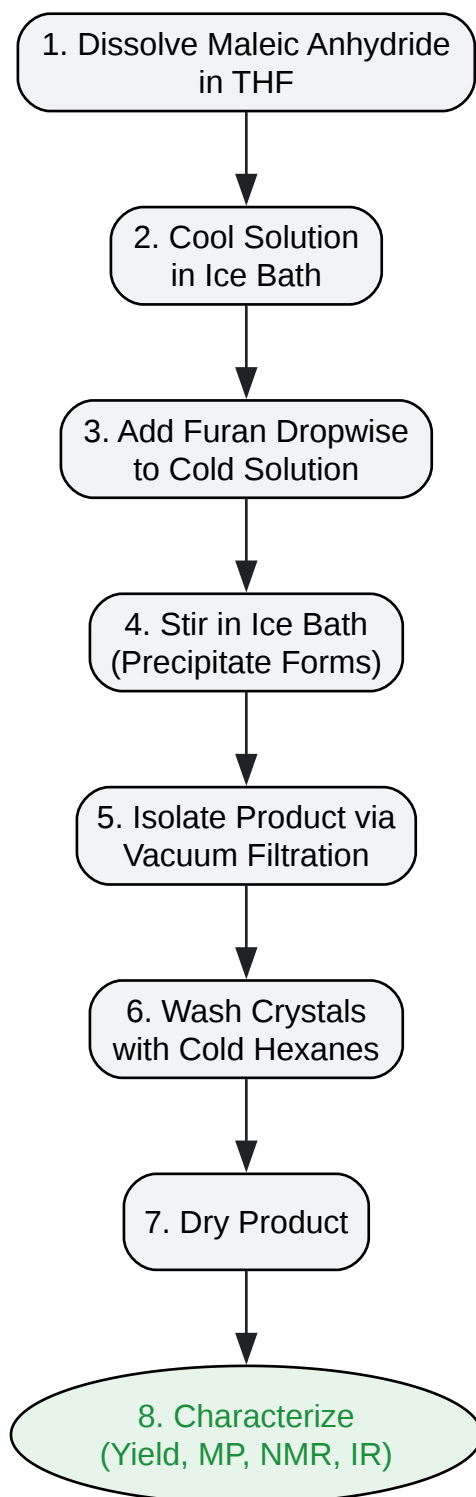 1. Dissolve Maleic Anhydride
in THF
2. Cool Solution
in Ice Bath
3. Add Furan Dropwise
to Cold Solution
4. Stir in Ice Bath
(Precipitate Forms)
5. Isolate Product via
Vacuum Filtration
6. Wash Crystals
with Cold Hexanes
7. Dry Product
8. Characterize
(Yield, MP, NMR, IR)